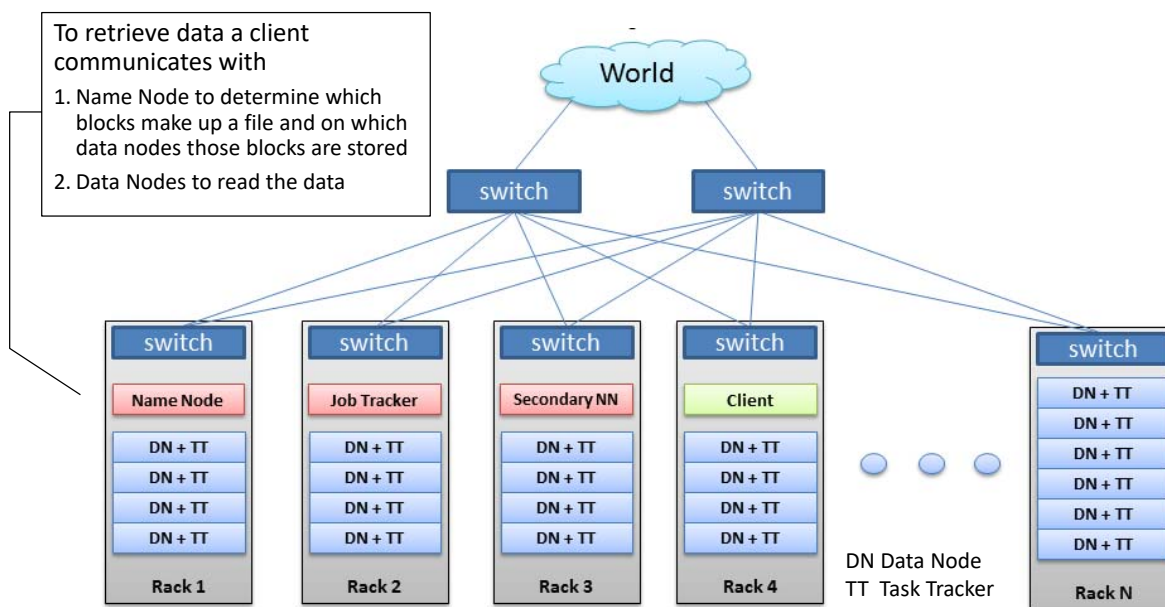 To retrieve data a client
communicates with
1. Name Node to determine which
blocks make up a file and on which
data nodes those blocks are stored
2. Data Nodes to read the data
World
switch
switch
switch
switch
switch
switch
switch
Name Node
Job Tracker
Secondary NN
Client
DN + TT
DN + TT
DN + TT
DN + TT
Rack 1
DN + TT
DN + TT
DN + TT
DN + TT
Rack 2
DN + TT
DN + TT
DN + TT
DN + TT
Rack 3
DN + TT
DN + TT
DN + TT
DN + TT
Rack 4
DN + TT
DN + TT
DN + TT
DN + TT
DN + TT
DN + TT
Rack N
DN Data Node
TT Task Tracker